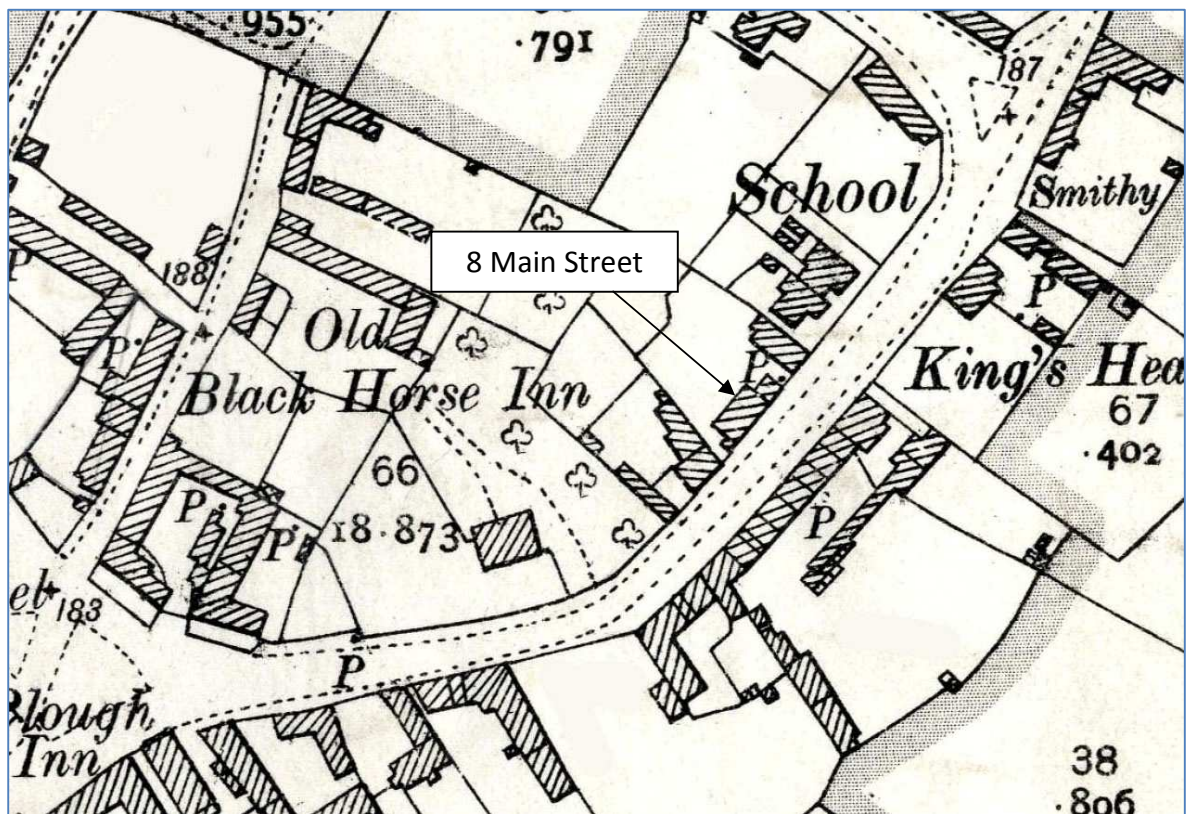 ·955
·791
187
School
Smithy
8 Main Street
P
188
P
Old
P
P.
King's Hea
P.
Black Horse Inn
67
·402
66
P.
P.
18·873
P
el
183
P
Plough
Inn
38
·806